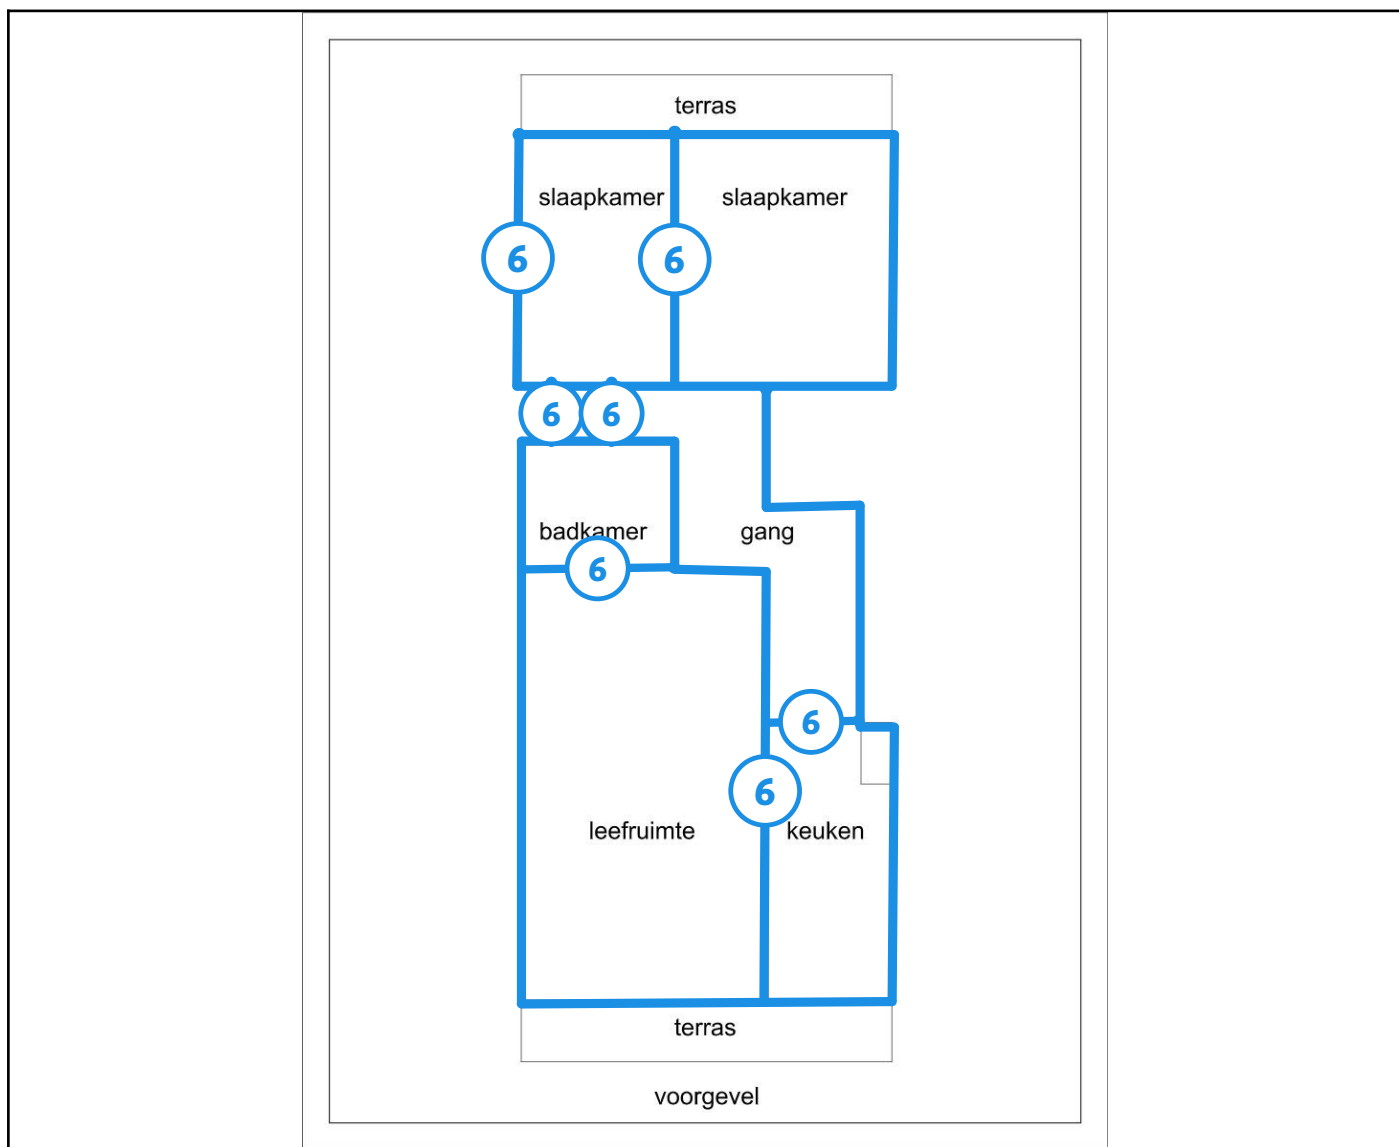 terras
slaapkamer slaapkamer
6 6
6 6
badkamer gang
6
6
6
leefruimte keuken
terras
voorgevel